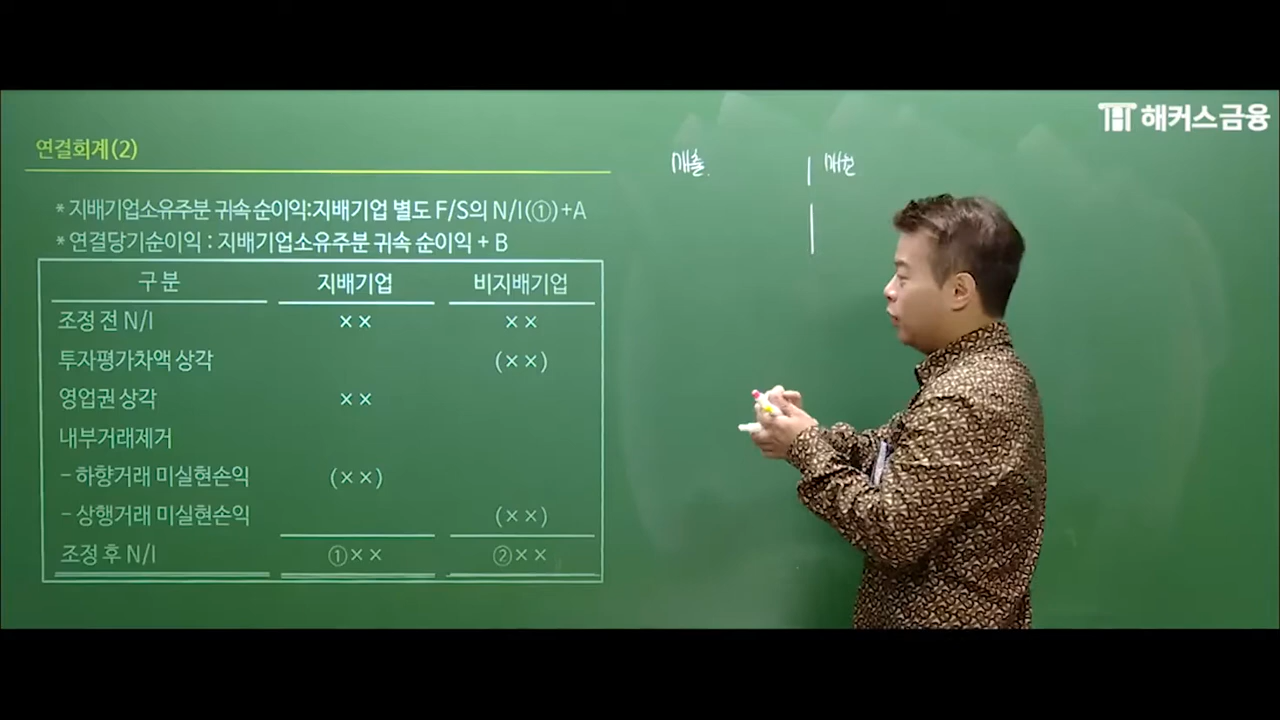 해커스금융
연결회계(2)
* 지배기업소유주분 귀속 순이익:지배기업 별도 F/S의 N/I(①)+A
* 연결당기순이익 : 지배기업소유주분 귀속 순이익 + B
구분 지배기업 비지배기업
조정 전 N/I ×× ××
투자평가차액 상각 (××)
영업권 상각 ××
내부거래제거
- 하향거래 미실현손익 (××)
- 상행거래 미실현손익 (××)
조정 후 N/I ①×× ②××
매출.